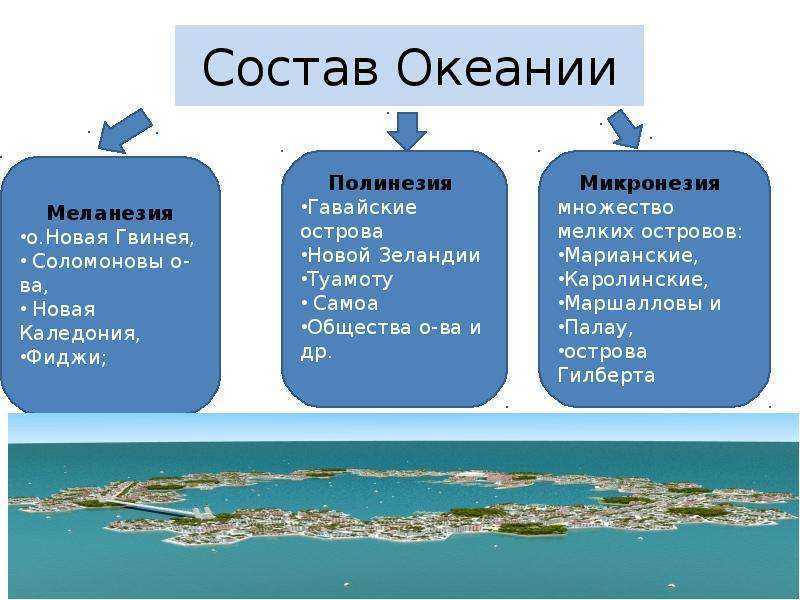 Состав Океании
Меланезия
•о.Новая Гвинея,
• Соломоновы о-
ва,
• Новая
Каледония,
•Фиджи;
Полинезия
•Гавайские
острова
•Новой Зеландии
•Туамоту
• Самоа
•Общества о-ва и
др.
Микронезия
множество
мелких островов:
•Марианские,
•Каролинские,
•Маршалловы и
•Палау,
•острова
Гилберта